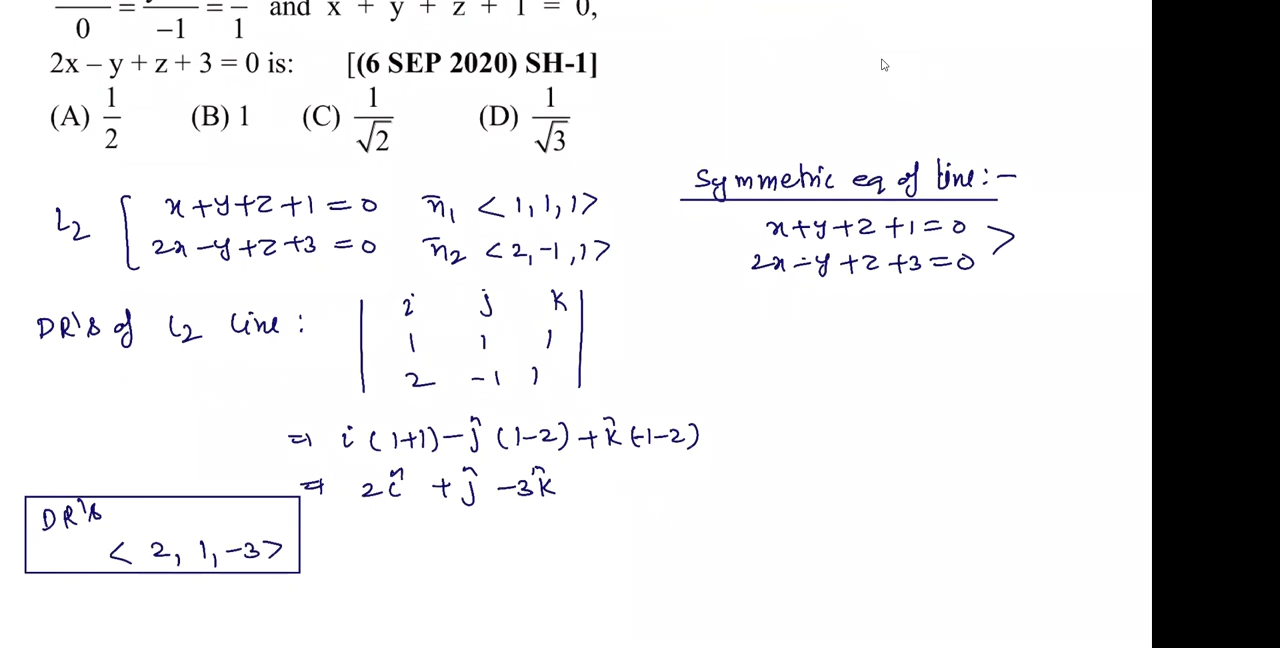 0 = -1 = 1 and x + y + z + 1 = 0,
2x – y + z + 3 = 0 is: [(6 SEP 2020) SH-1]
(A) 1/2 (B) 1 (C) 1/√2 (D) 1/√3
Symmetric eq of line:-
L2 [ x+y+z+1=0 n̄1 <1,1,1>
2x-y+z+3=0 n̄2 <2,-1,1>
x+y+z+1=0 >
2x-y+z+3=0
DR's of L2 line: | i j k |
1 1 1
2 -1 1
⇒ i(1+1)-ĵ(1-2)+k̂(-1-2)
⇒ 2î+ĵ-3k̂
DR's
<2,1,-3>